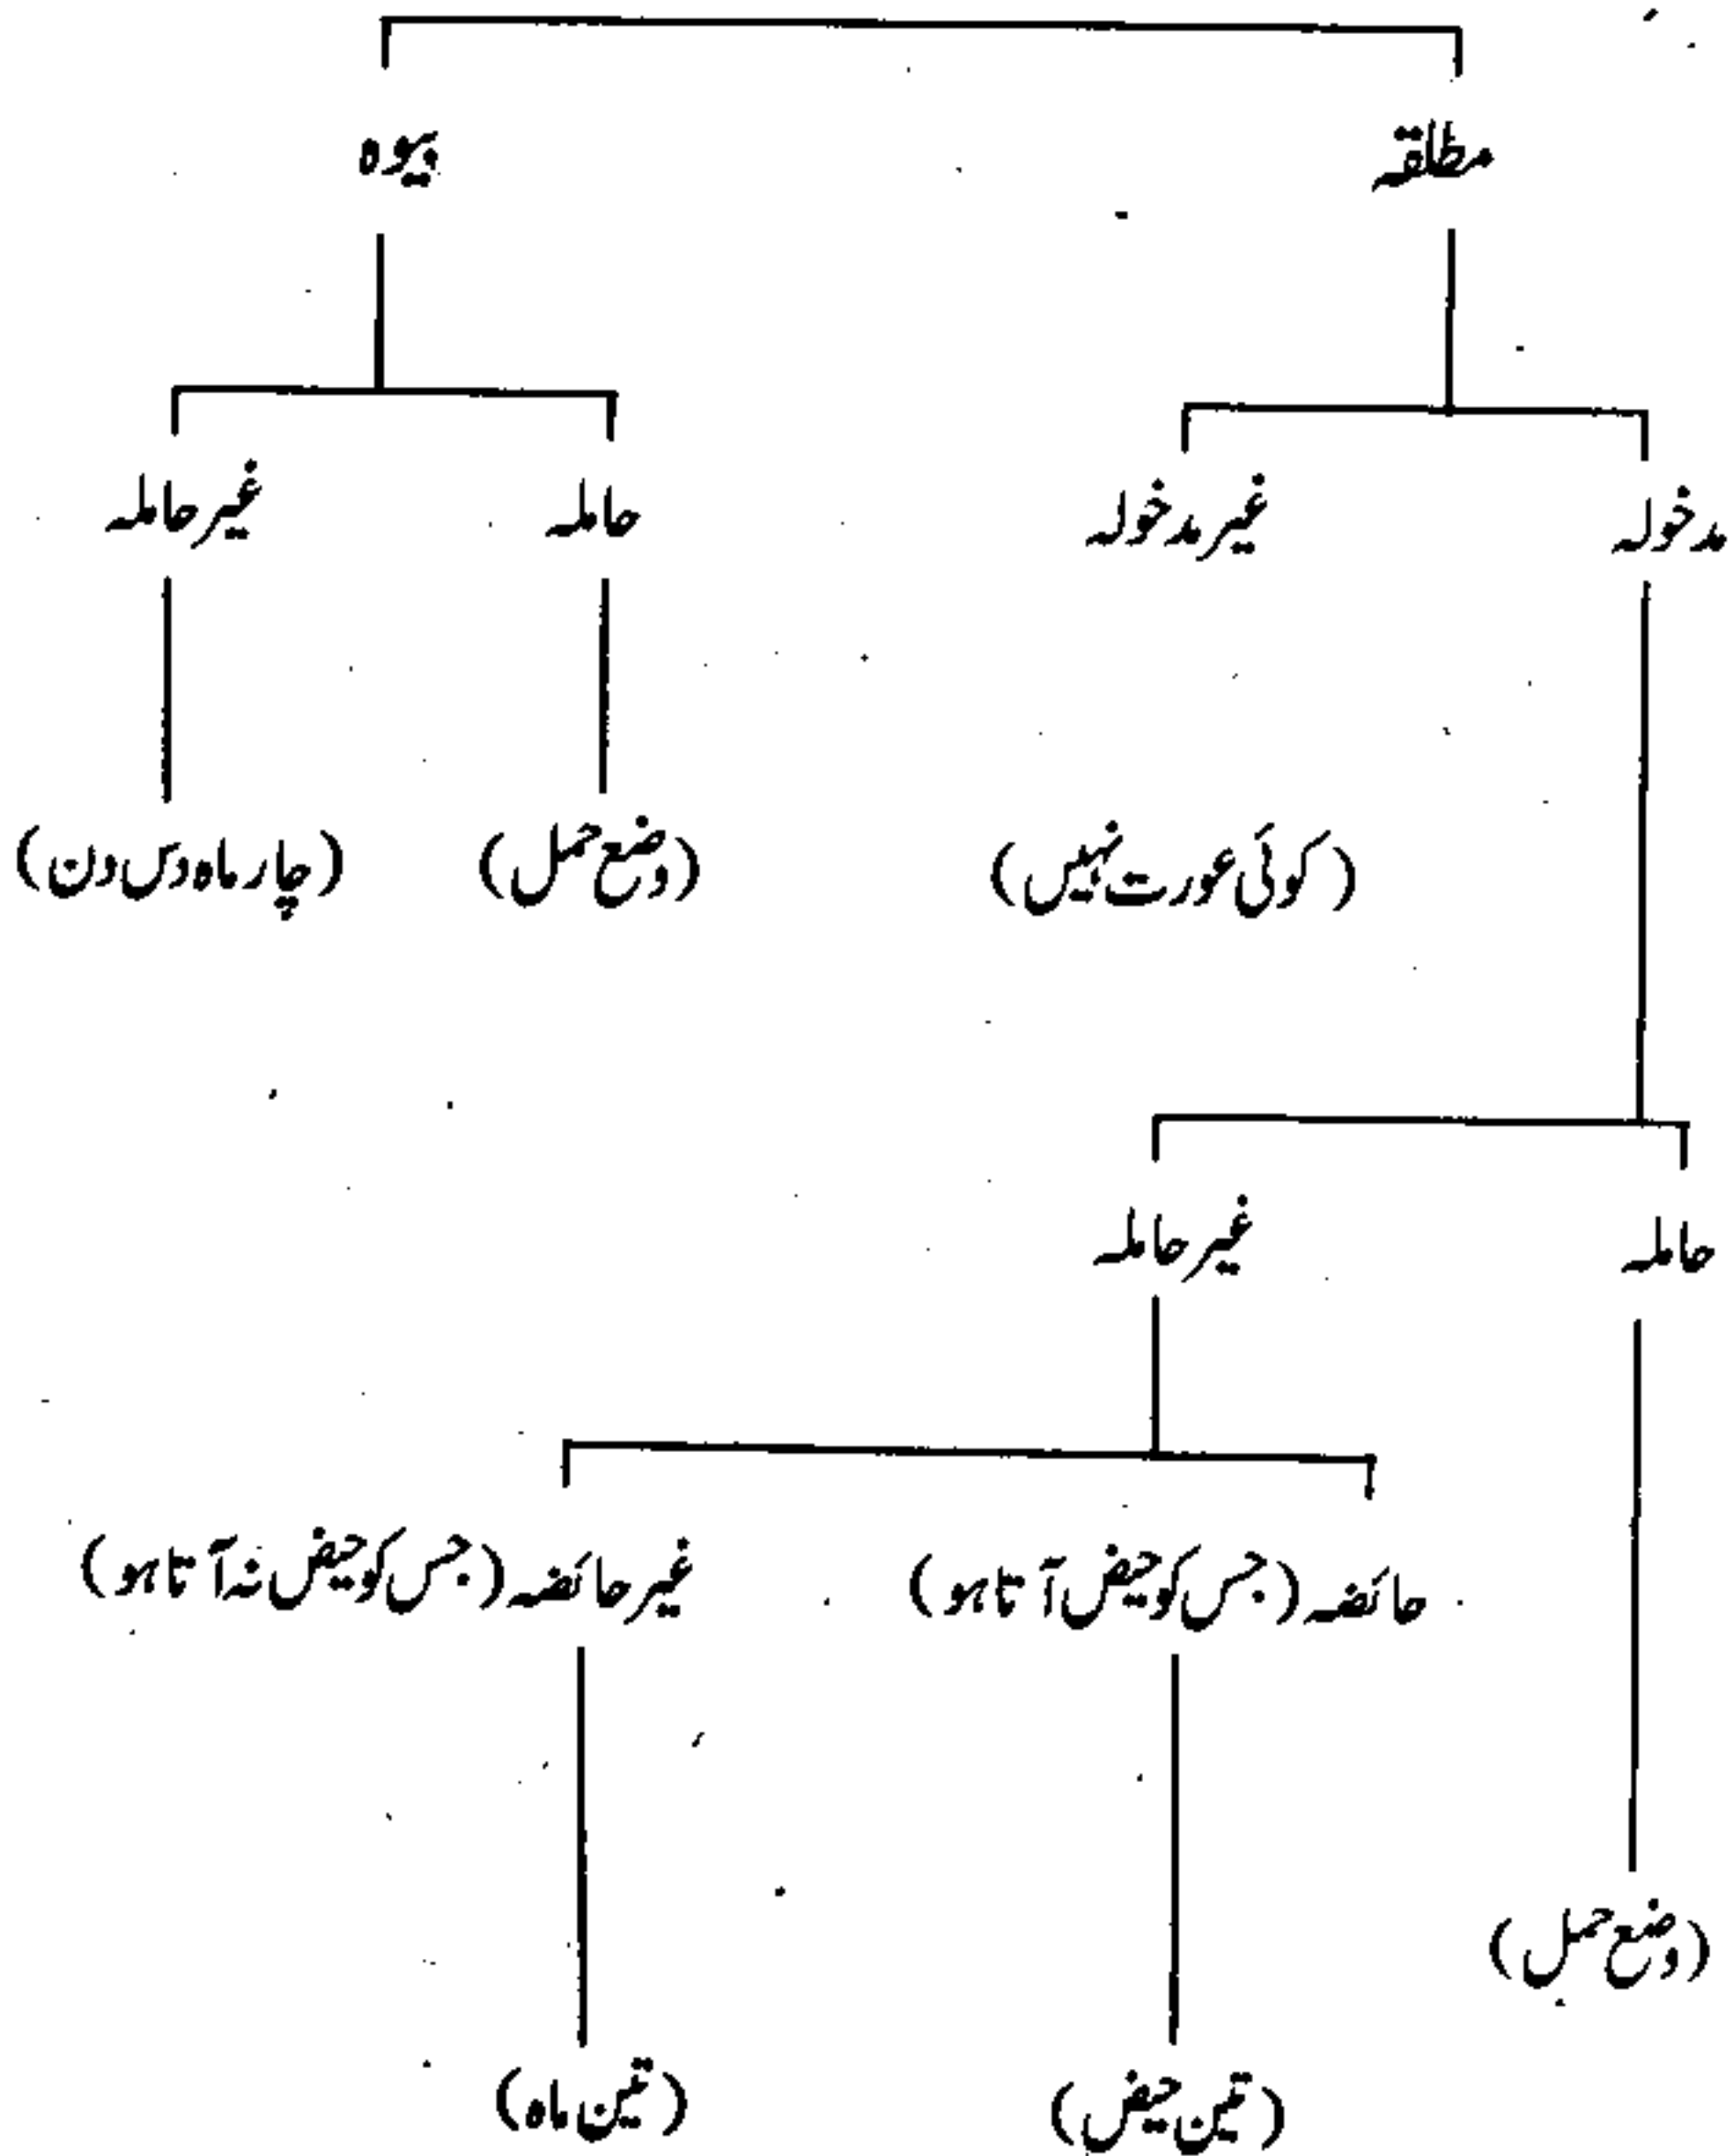 مطلقہ
بیوہ
مدخولہ
غیر مدخولہ
حاملہ
غیر حاملہ
(کوئی عورت نہیں)
(وضع حمل)
(چار ماہ دس دن)
حاملہ
غیر حاملہ
حائضہ (جس کو حیض آتا ہو)
غیر حائضہ (جس کو حیض نہ آتا ہو)
(وضع حمل)
(تین حیض)
(تین ماہ)